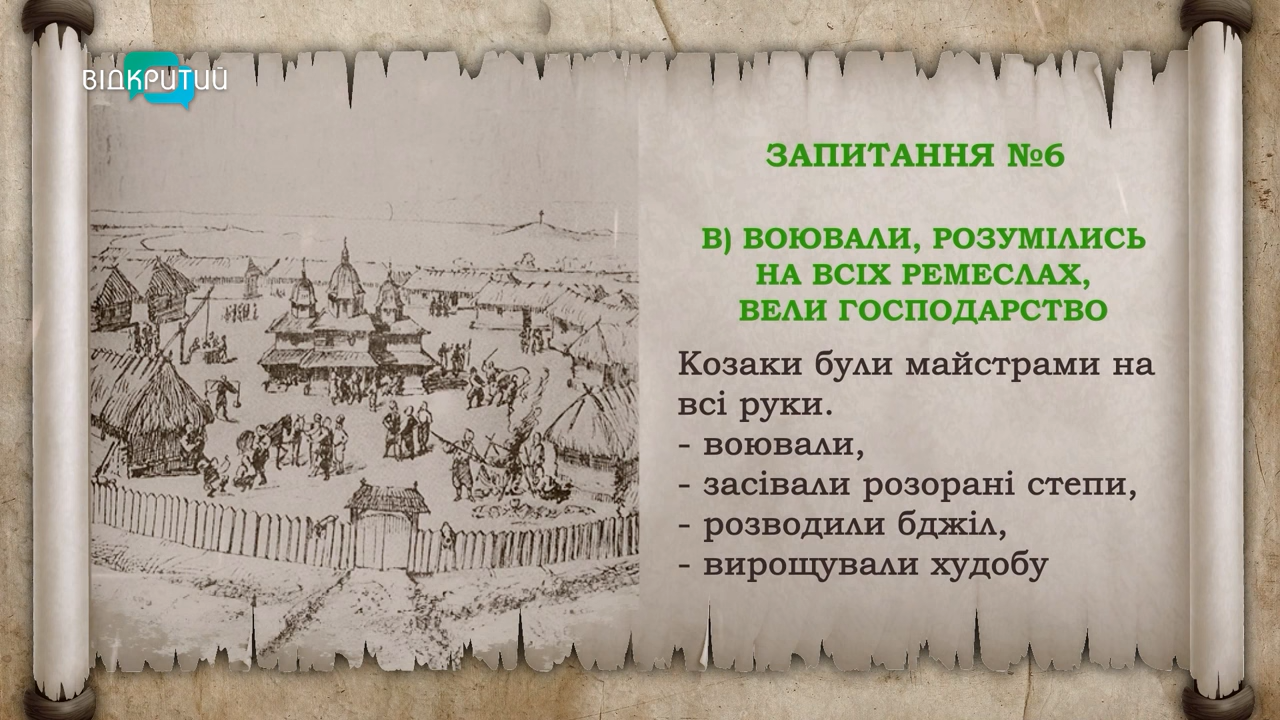 ВІДКРИТИЙ
ЗАПИТАННЯ №6
В) ВОЮВАЛИ, РОЗУМІЛИСЬ
НА ВСІХ РЕМЕСЛАХ,
ВЕЛИ ГОСПОДАРСТВО
Козаки були майстрами на
всі руки.
- воювали,
- засівали розорані степи,
- розводили бджіл,
- вирощували худобу